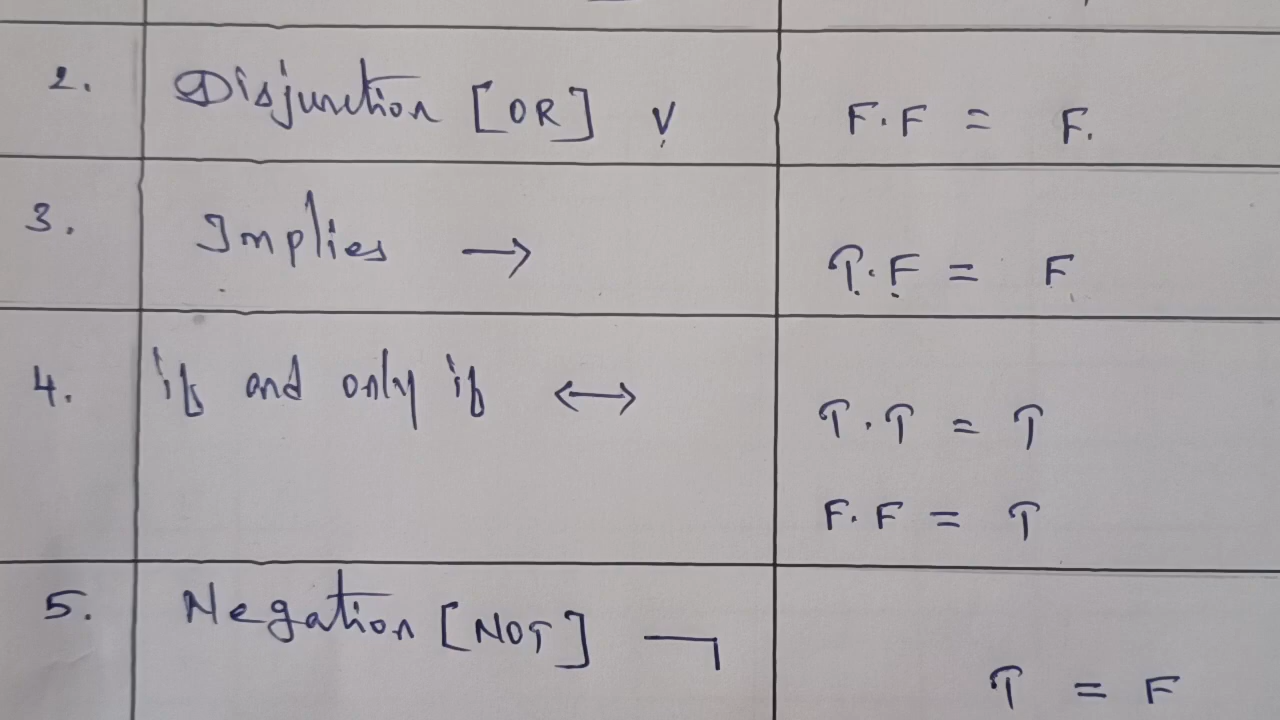 2. Disjunction [OR] ∨ F.F = F.
3. Implies → T.F = F
4. if and only if ↔ T.T = T
F.F = T
5. Negation [NOT] ¬ T = F